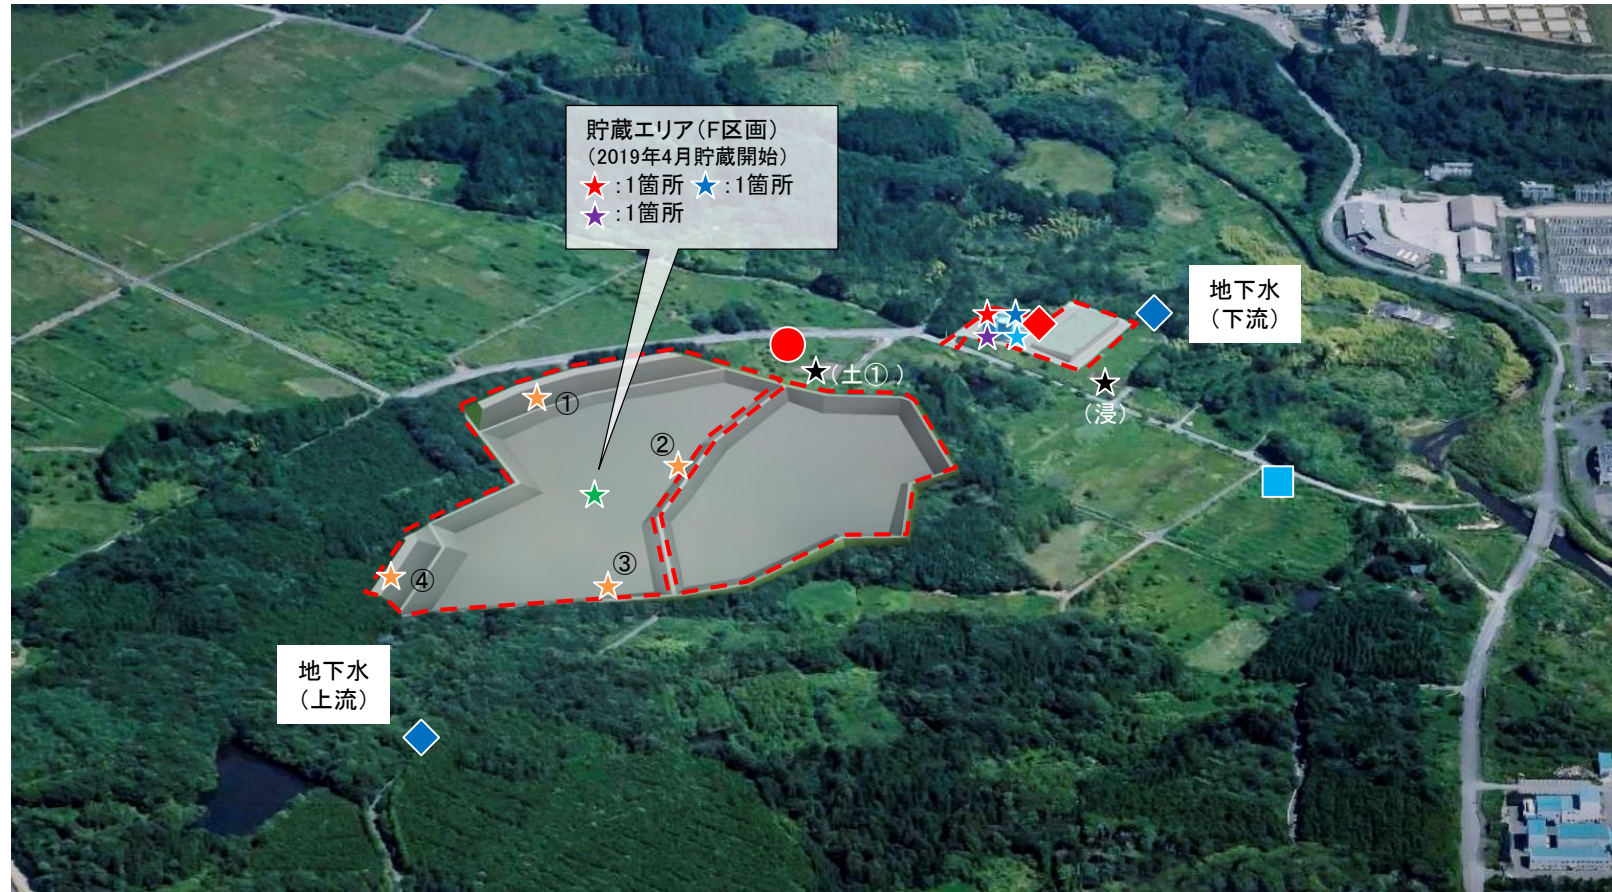 貯蔵エリア（F区画）
（2019年4月貯蔵開始）
★：1箇所 ★：1箇所
★：1箇所
地下水
（下流）
（土①）
（浸）
①
②
③
④
地下水
（上流）